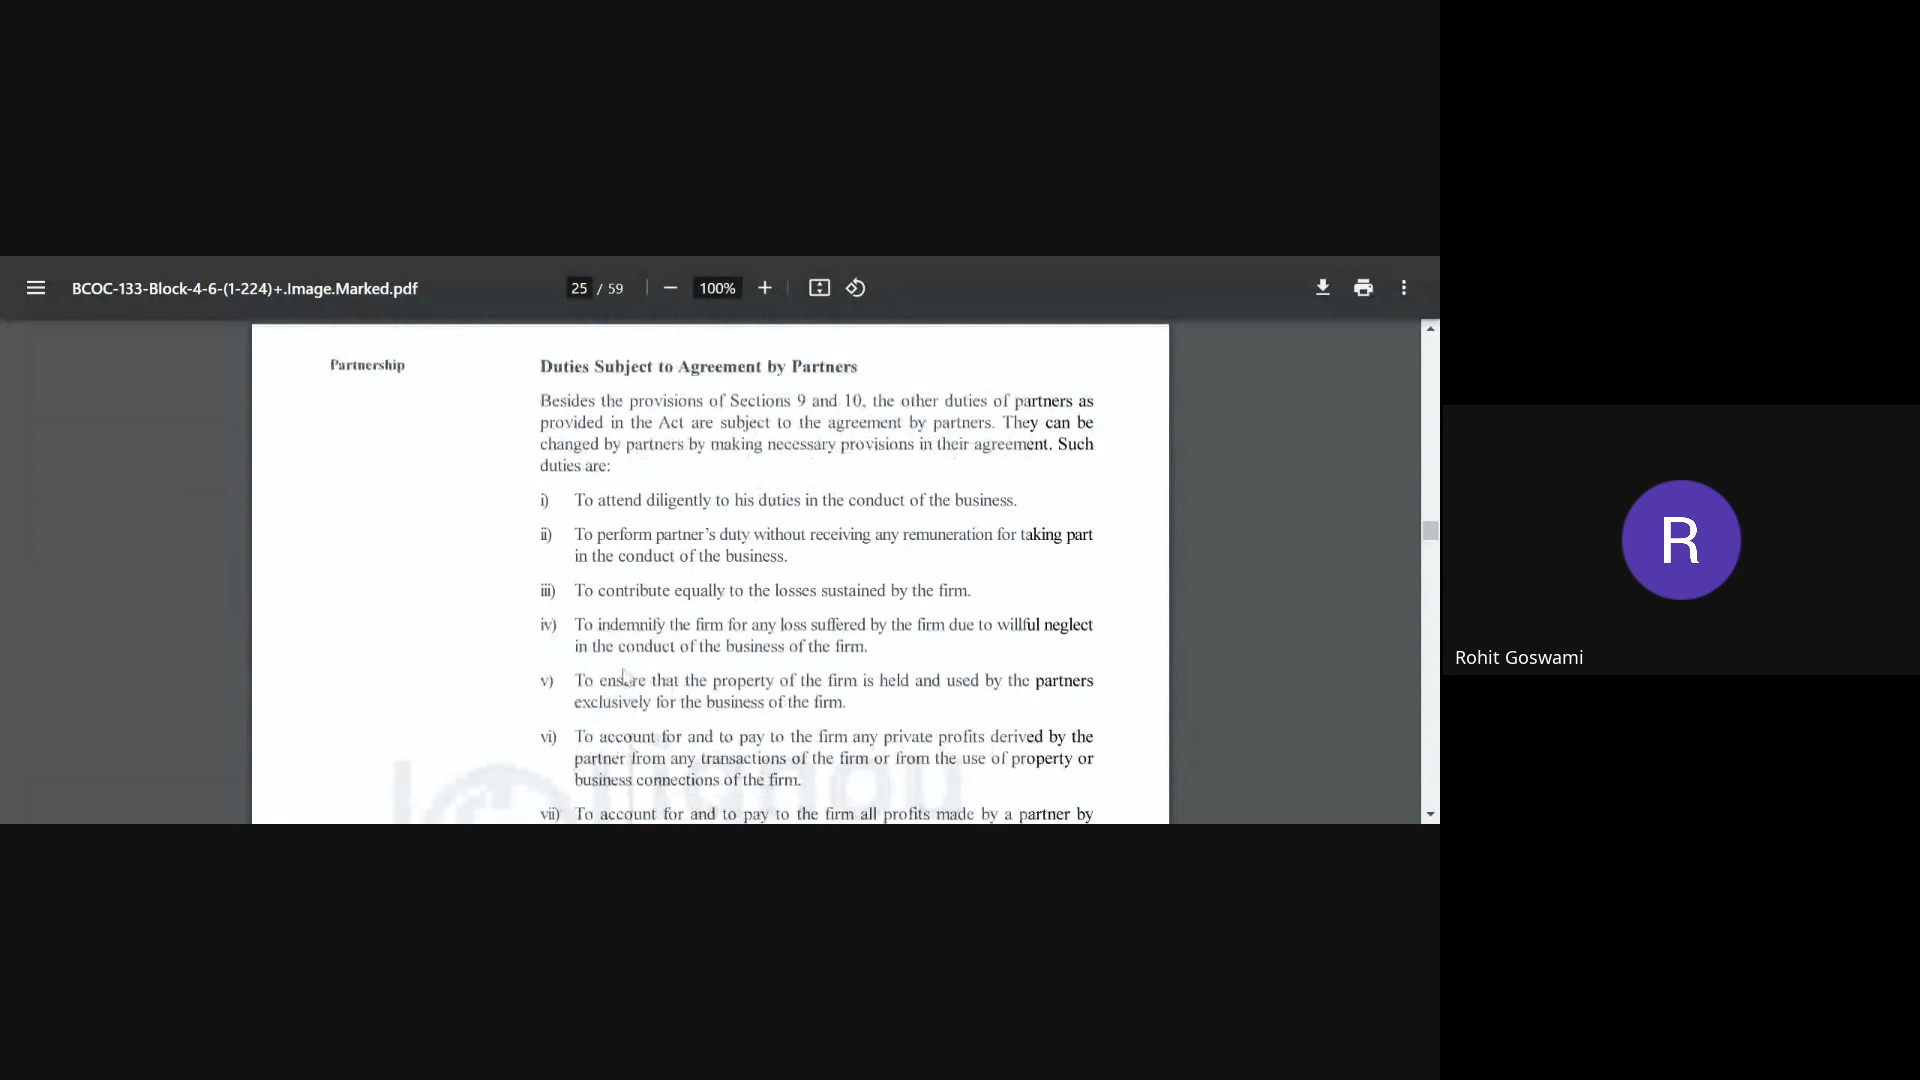 BCOC-133-Block-4-6-(1-224)+.Image.Marked.pdf
25 / 59
100%
Partnership
Duties Subject to Agreement by Partners
Besides the provisions of Sections 9 and 10, the other duties of partners as
provided in the Act are subject to the agreement by partners. They can be
changed by partners by making necessary provisions in their agreement. Such
duties are:
i) To attend diligently to his duties in the conduct of the business.
ii) To perform partner's duty without receiving any remuneration for taking part
in the conduct of the business.
iii) To contribute equally to the losses sustained by the firm.
iv) To indemnify the firm for any loss suffered by the firm due to willful neglect
in the conduct of the business of the firm.
v) To ensure that the property of the firm is held and used by the partners
exclusively for the business of the firm.
vi) To account for and to pay to the firm any private profits derived by the
partner from any transactions of the firm or from the use of property or
business connections of the firm.
vii) To account for and to pay to the firm all profits made by a partner by
R
Rohit Goswami